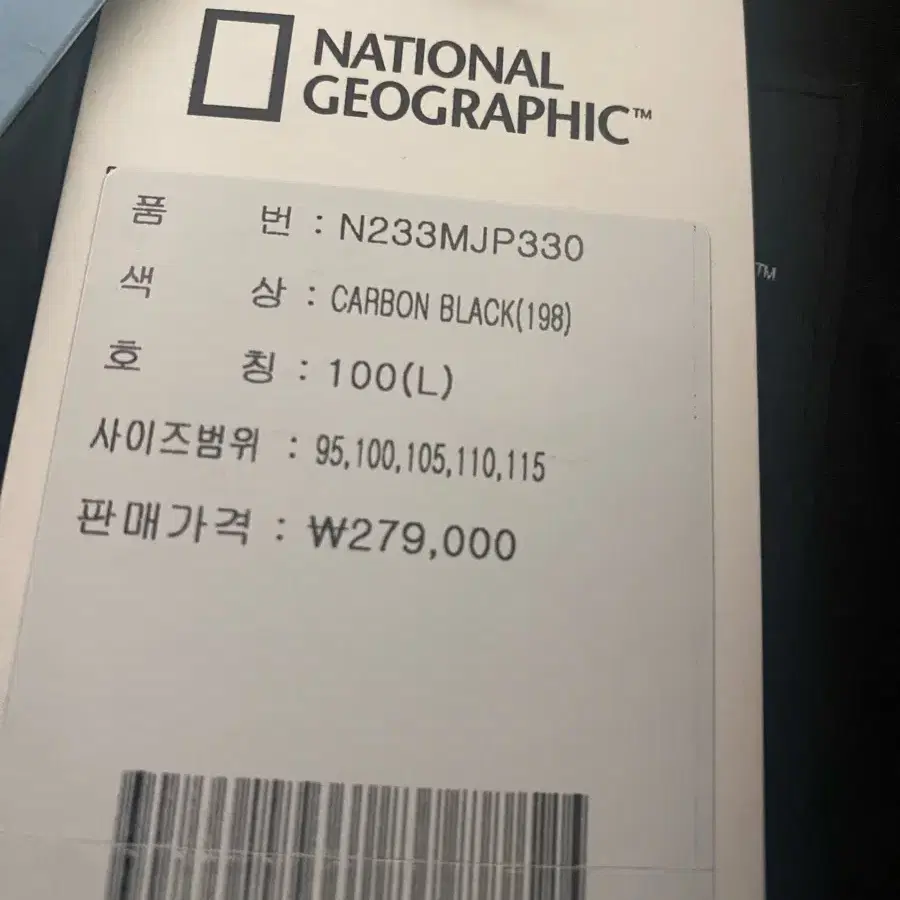 NATIONAL
GEOGRAPHIC™
품 번 : N233MJP330
색 상 : CARBON BLACK(198)
호 칭 : 100(L)
사이즈범위 : 95,100,105,110,115
판매가격 : ₩279,000
TM